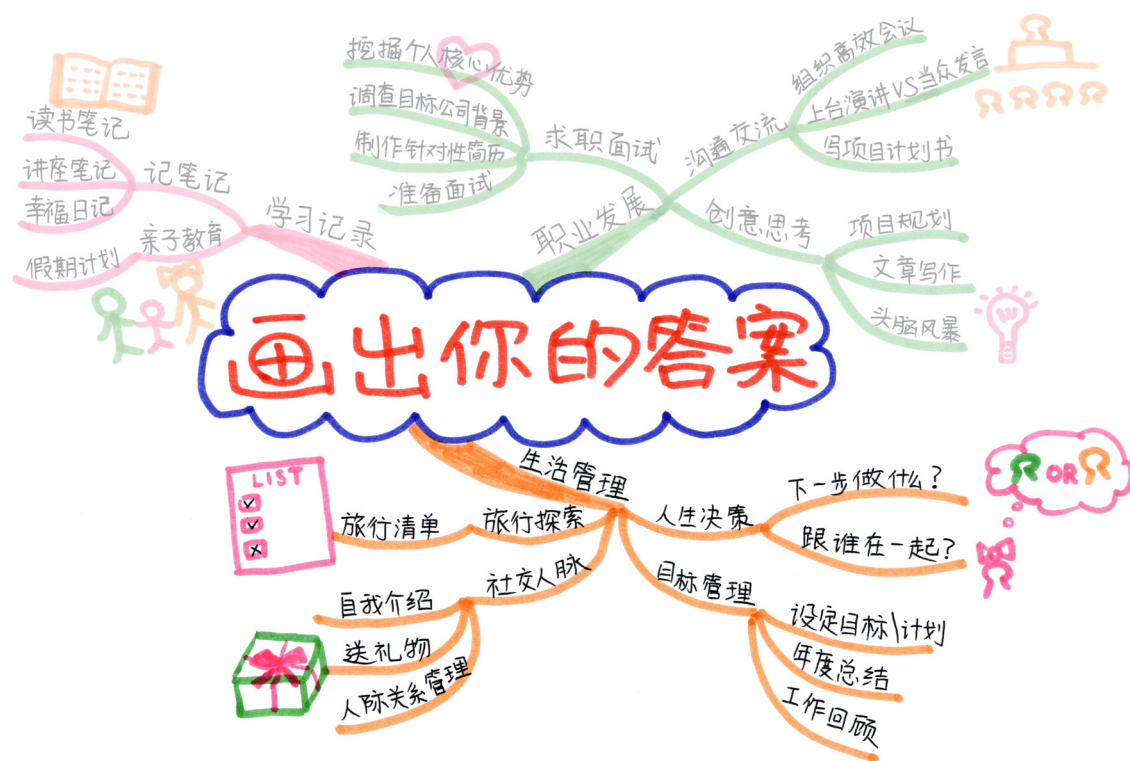 画出你的答案
学习记录
记笔记
读书笔记
讲座笔记
幸福日记
亲子教育
假期计划
职业发展
求职面试
挖掘个人核心优势
调查目标公司背景
制作针对性简历
准备面试
沟通交流
组织高效会议
上台演讲VS当众发言
写项目计划书
创意思考
项目规划
文章写作
头脑风暴
生活管理
旅行探索
旅行清单
LIST
社交人脉
自我介绍
送礼物
人际关系管理
人生决策
下一步做什么?
跟谁在一起?
OR
目标管理
设定目标\计划
年度总结
工作回顾